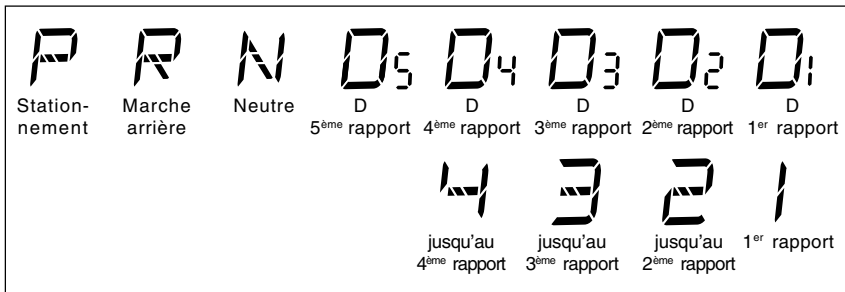 P R N D5 D4 D3 D2 D1
Station- Marche Neutre D D D D D
nement arrière 5ème rapport 4ème rapport 3ème rapport 2ème rapport 1er rapport
4 3 2 1
jusqu'au jusqu'au jusqu'au 1er rapport
4ème rapport 3ème rapport 2ème rapport